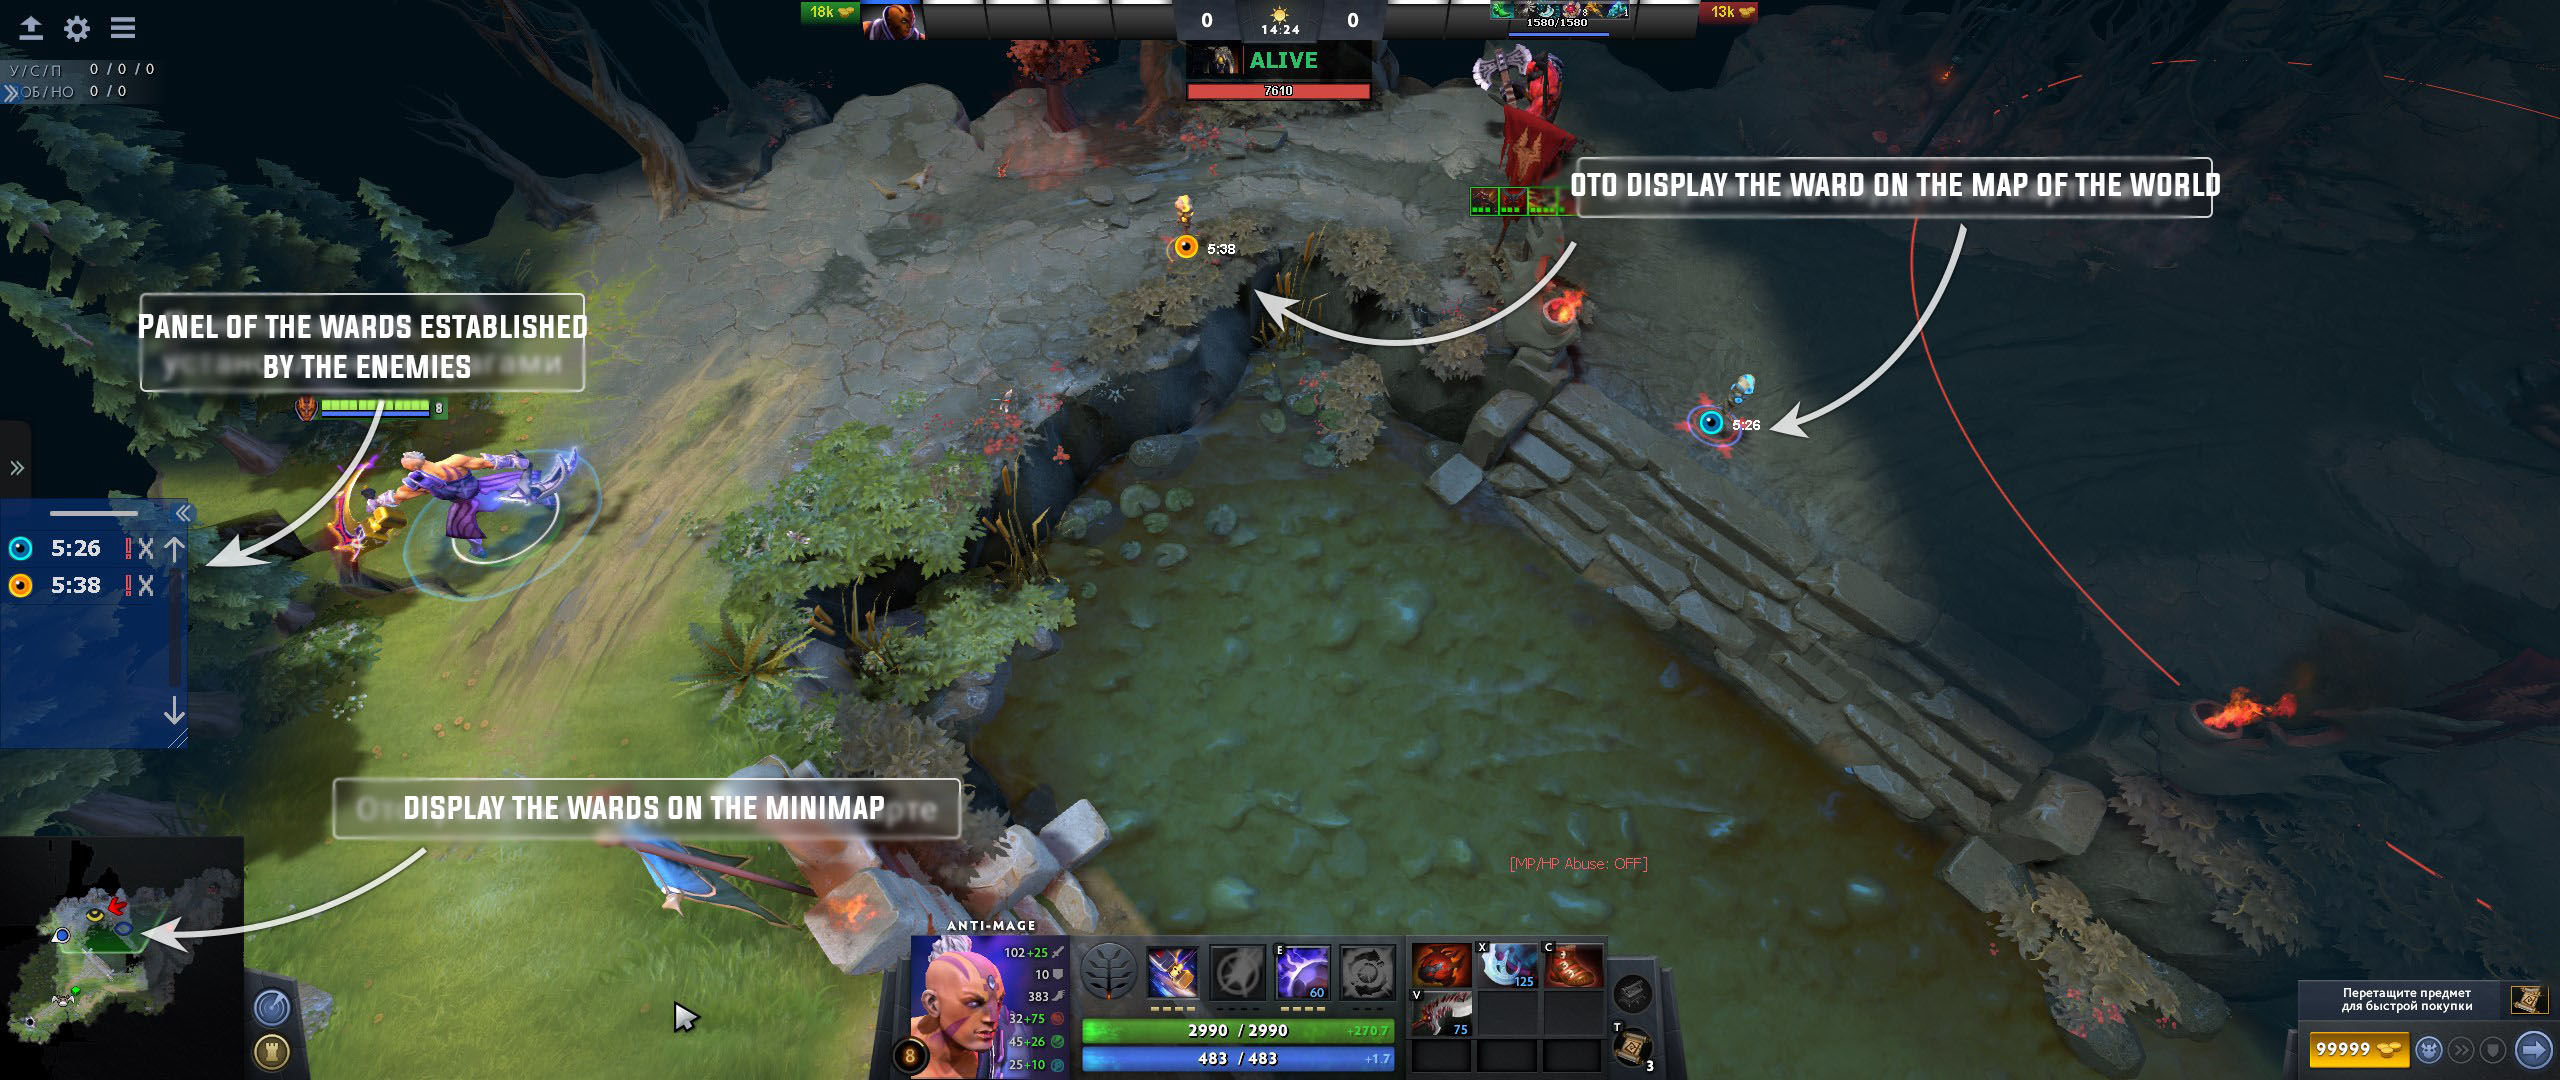 18k
0
0
14:24
1580/1580
13k
У/С/П 0 / 0 / 0
ДОБ/НО 0 / 0
ALIVE
7610
OTO DISPLAY THE WARD ON THE MAP OF THE WORLD
5:38
PANEL OF THE WARDS ESTABLISHED
BY THE ENEMIES
8
5:26
5:26 ! X
5:38 ! X
DISPLAY THE WARDS ON THE MINIMAP
[MP/HP Abuse: OFF]
ANTI-MAGE
102+25
10
383
32+75
45+26
25+10
8
E
60
2990 / 2990 +270.7
483 / 483 +1.7
X
125
C
V
75
T
3
Перетащите предмет
для быстрой покупки
99999